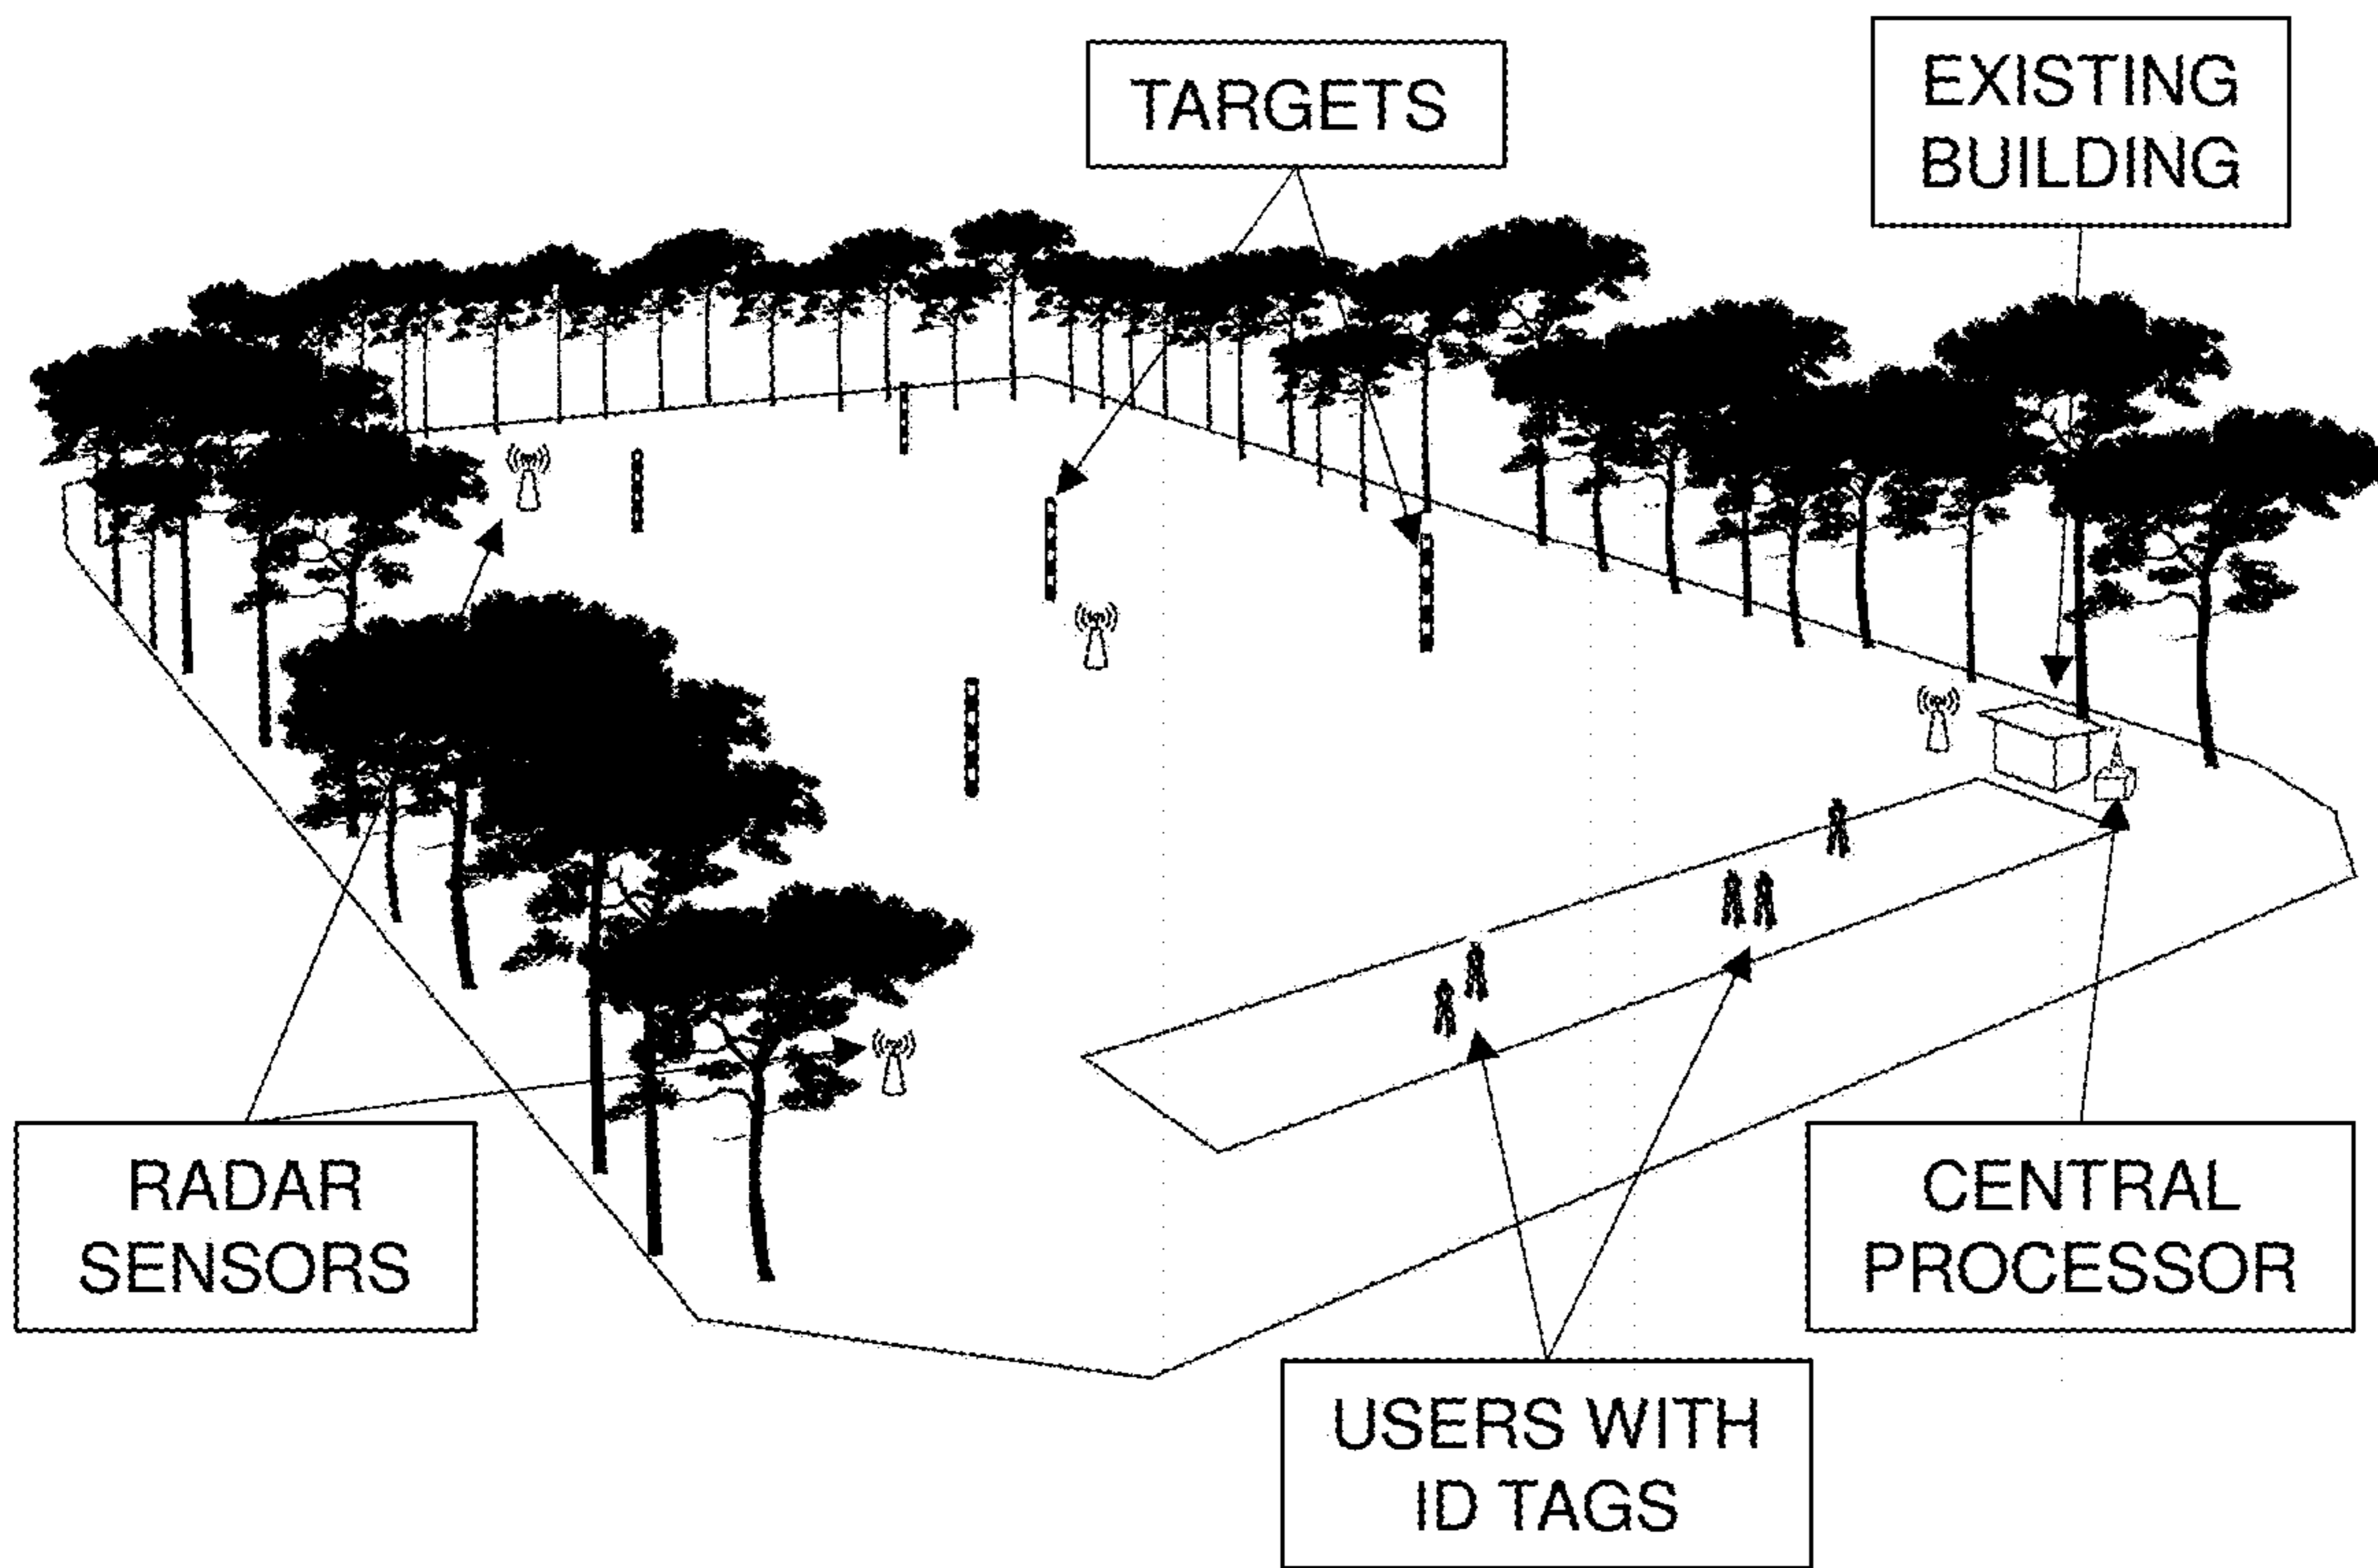 TARGETS
EXISTING
BUILDING
RADAR
SENSORS
CENTRAL
PROCESSOR
USERS WITH
ID TAGS